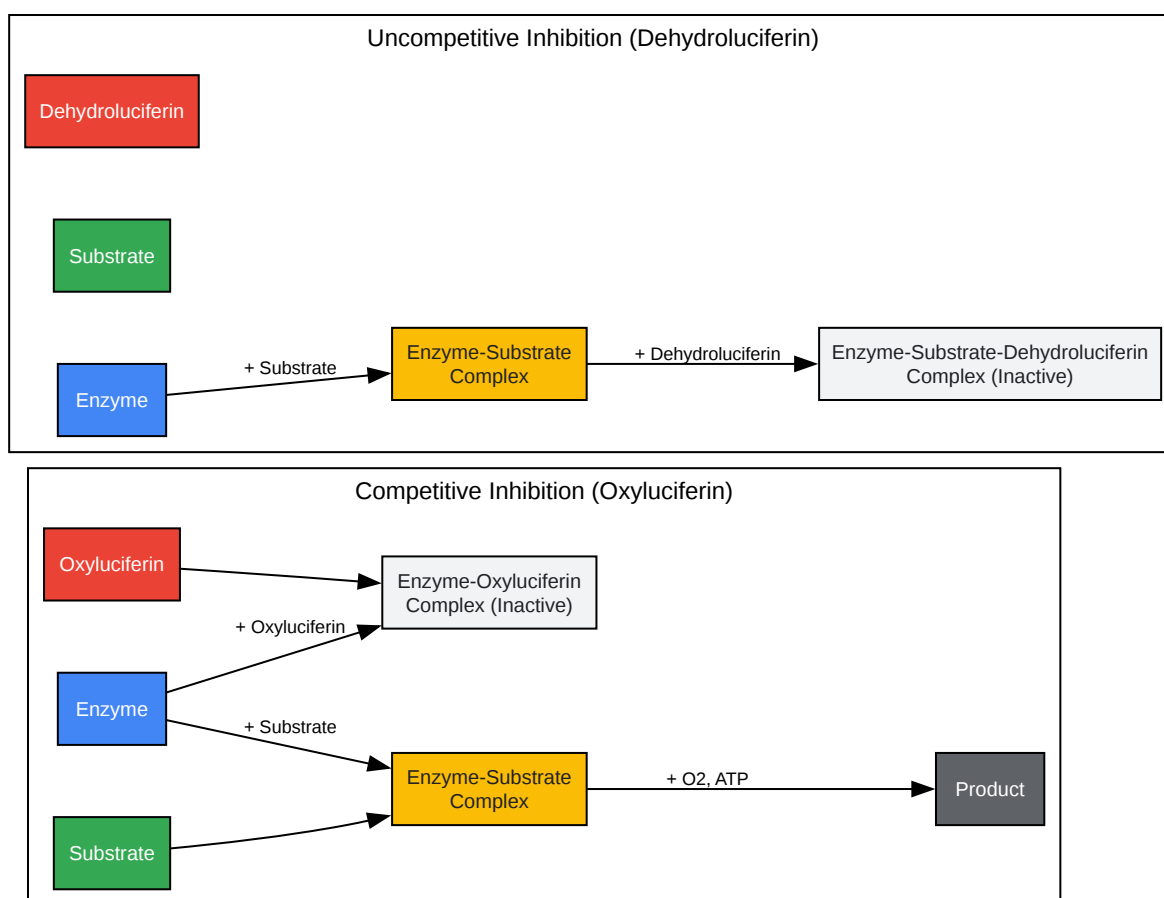 Uncompetitive Inhibition (Dehydroluciferin)
Dehydroluciferin
Substrate
Enzyme
+ Substrate
Enzyme-Substrate
Complex
+ Dehydroluciferin
Enzyme-Substrate-Dehydroluciferin
Complex (Inactive)
Competitive Inhibition (Oxyluciferin)
Oxyluciferin
Enzyme-Oxyluciferin
Complex (Inactive)
+ Oxyluciferin
Enzyme
+ Substrate
Enzyme-Substrate
Complex
+ O2, ATP
Product
Substrate